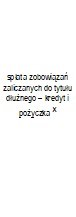 spłata zobowiązań
zaliczanych do tytułu
dłużnego – kredyt i
pożyczka x